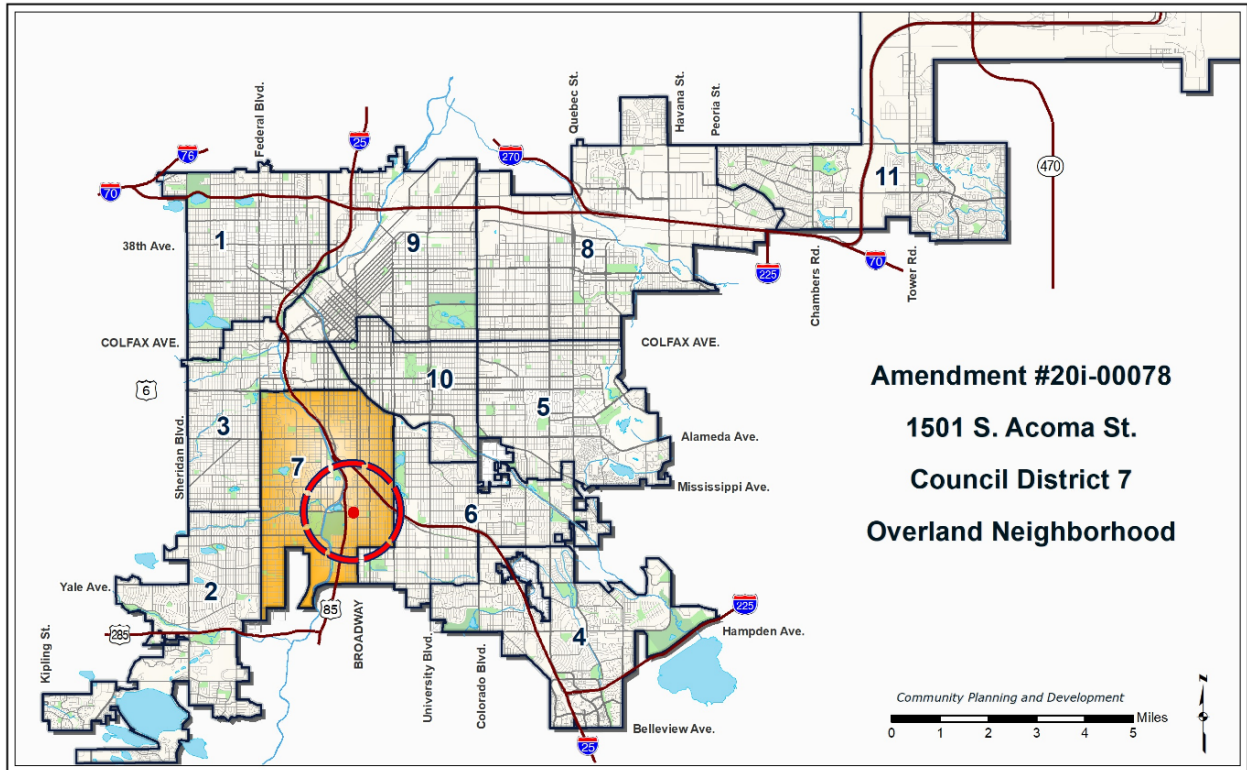 Federal Blvd.
25
Quebec St.
Havana St.
Peoria St.
76
270
70
470
11
1
9
8
38th Ave.
225
70
Chambers Rd.
Tower Rd.
COLFAX AVE.
COLFAX AVE.
6
10
3
5
Sheridan Blvd.
Alameda Ave.
7
Mississippi Ave.
6
Yale Ave.
2
85
285
BROADWAY
University Blvd.
Colorado Blvd.
4
225
Hampden Ave.
Kipling St.
Belleview Ave.
25
Amendment #20i-00078
1501 S. Acoma St.
Council District 7
Overland Neighborhood
Community Planning and Development
Miles
0 1 2 3 4 5
N